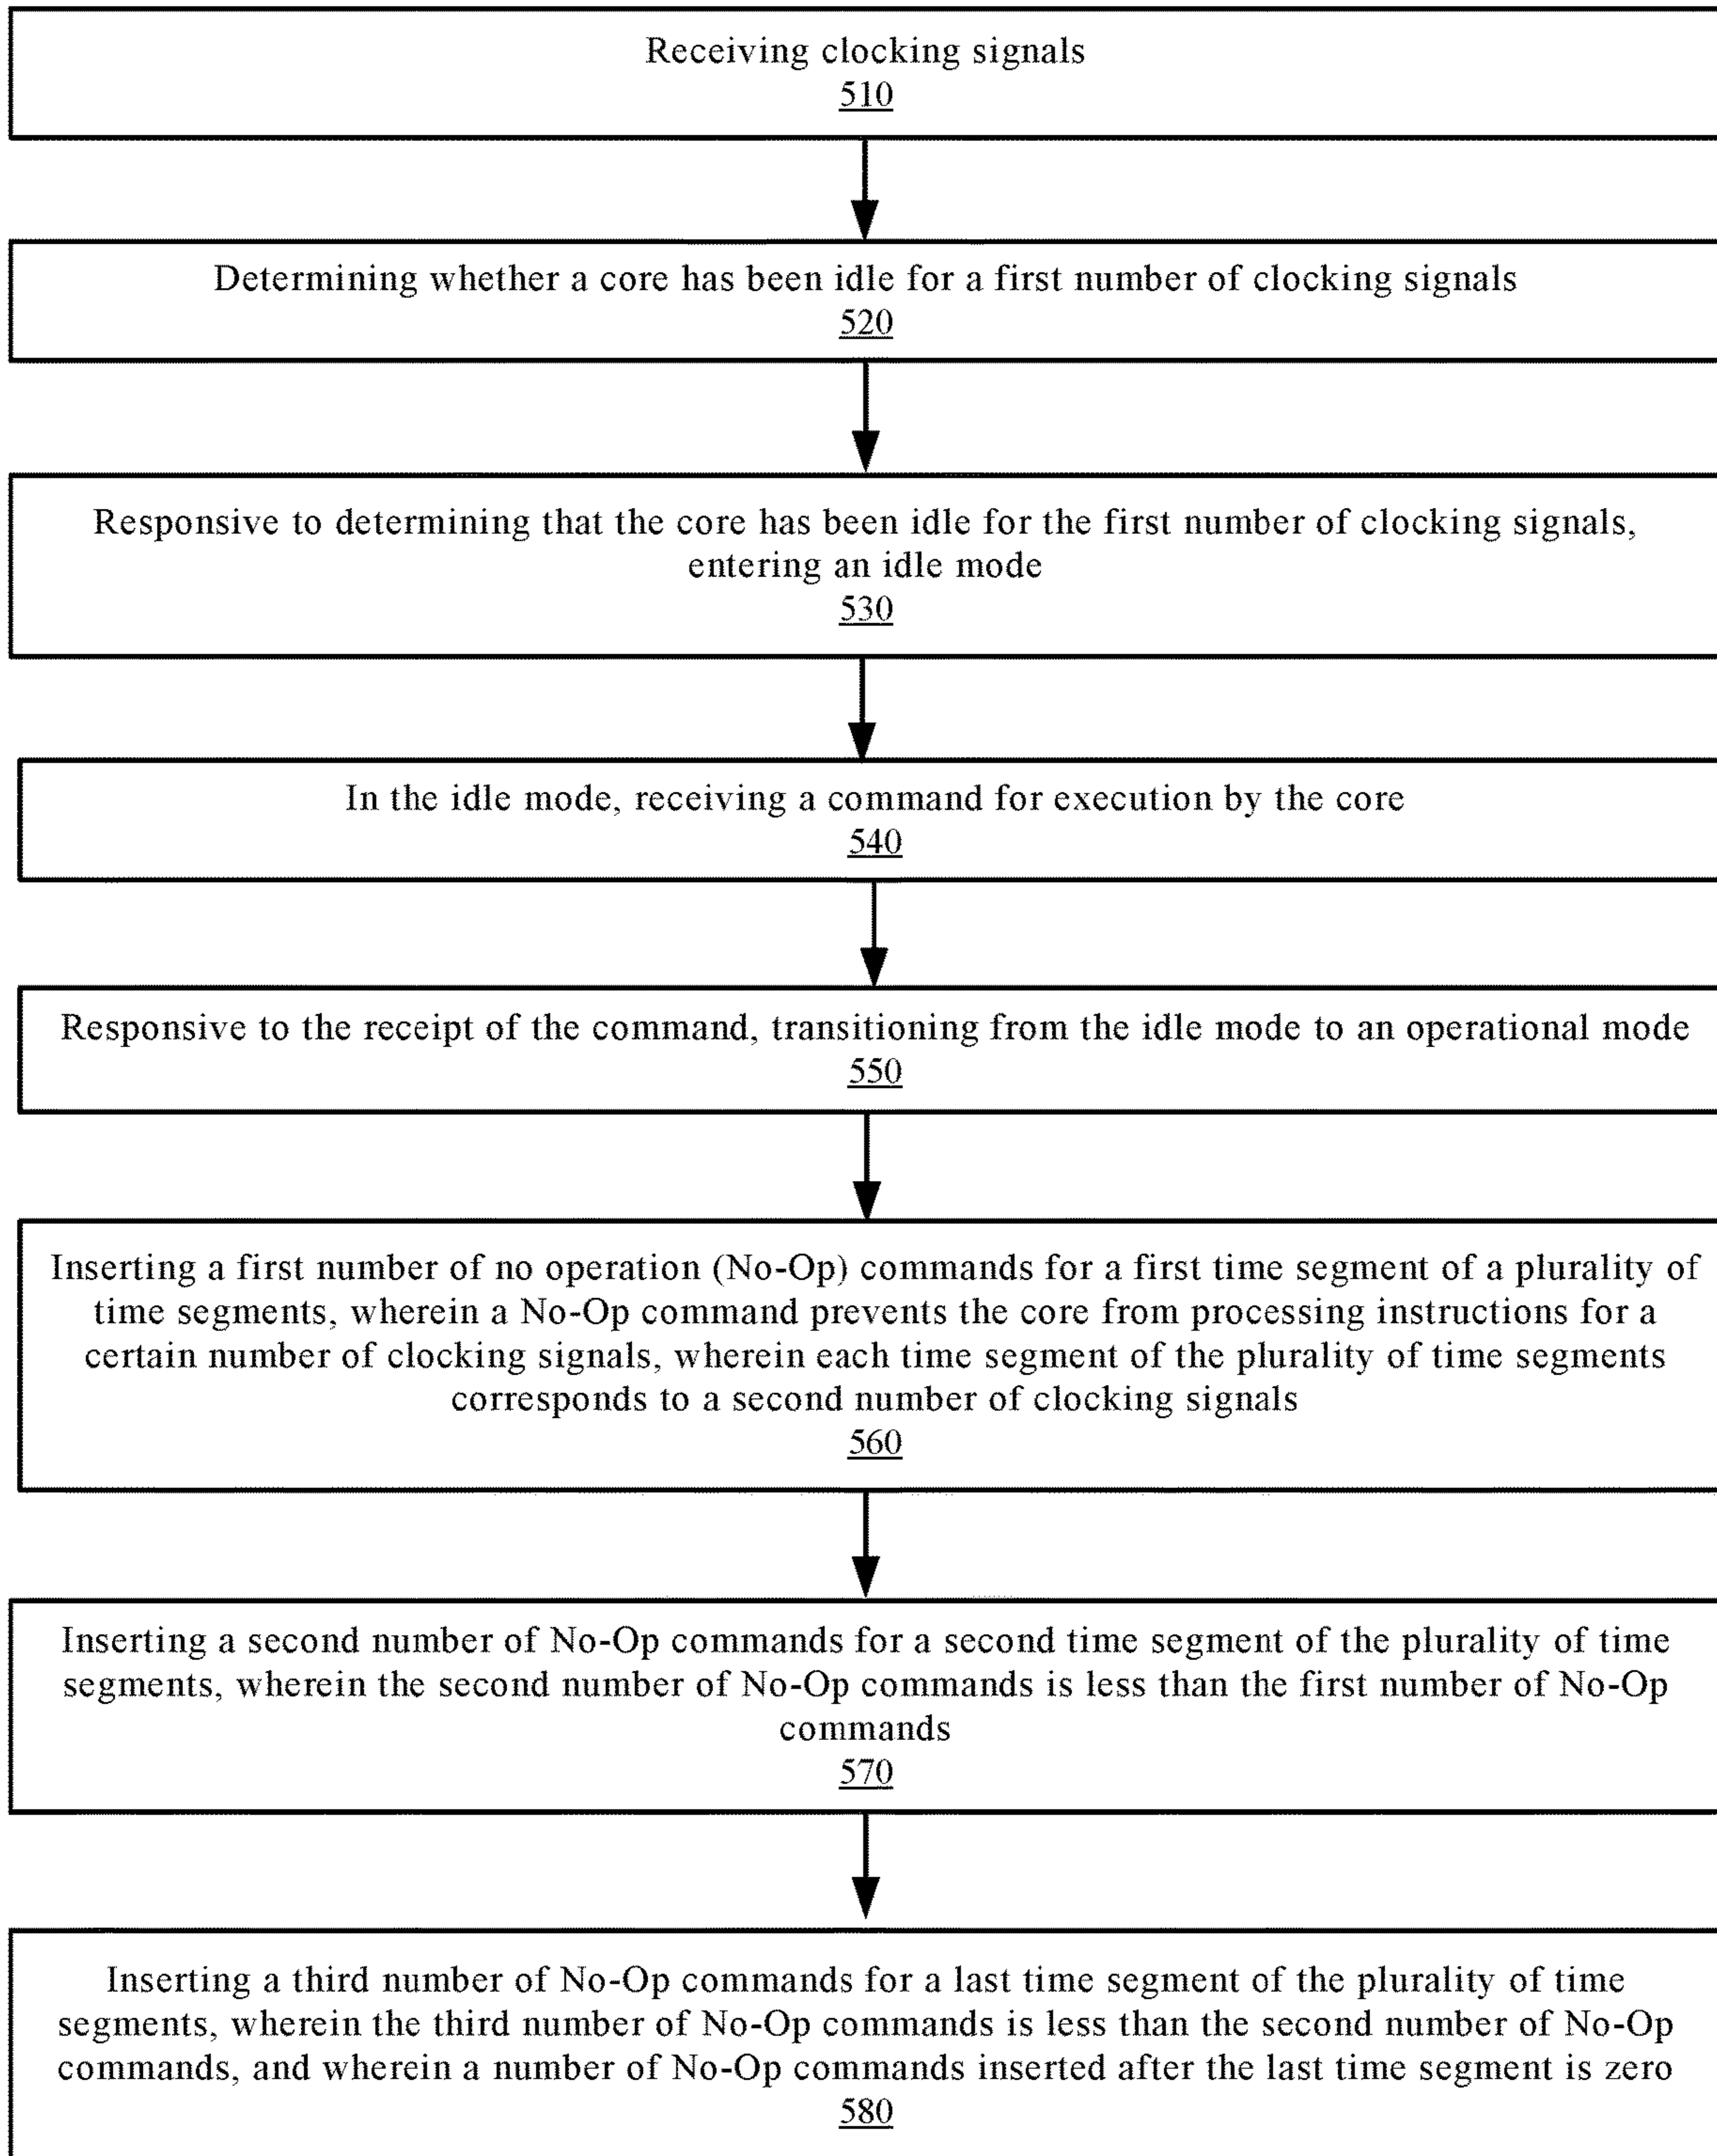 Receiving clocking signals
510
Determining whether a core has been idle for a first number of clocking signals
520
Responsive to determining that the core has been idle for the first number of clocking signals,
entering an idle mode
530
In the idle mode, receiving a command for execution by the core
540
Responsive to the receipt of the command, transitioning from the idle mode to an operational mode
550
Inserting a first number of no operation (No-Op) commands for a first time segment of a plurality of
time segments, wherein a No-Op command prevents the core from processing instructions for a
certain number of clocking signals, wherein each time segment of the plurality of time segments
corresponds to a second number of clocking signals
560
Inserting a second number of No-Op commands for a second time segment of the plurality of time
segments, wherein the second number of No-Op commands is less than the first number of No-Op
commands
570
Inserting a third number of No-Op commands for a last time segment of the plurality of time
segments, wherein the third number of No-Op commands is less than the second number of No-Op
commands, and wherein a number of No-Op commands inserted after the last time segment is zero
580